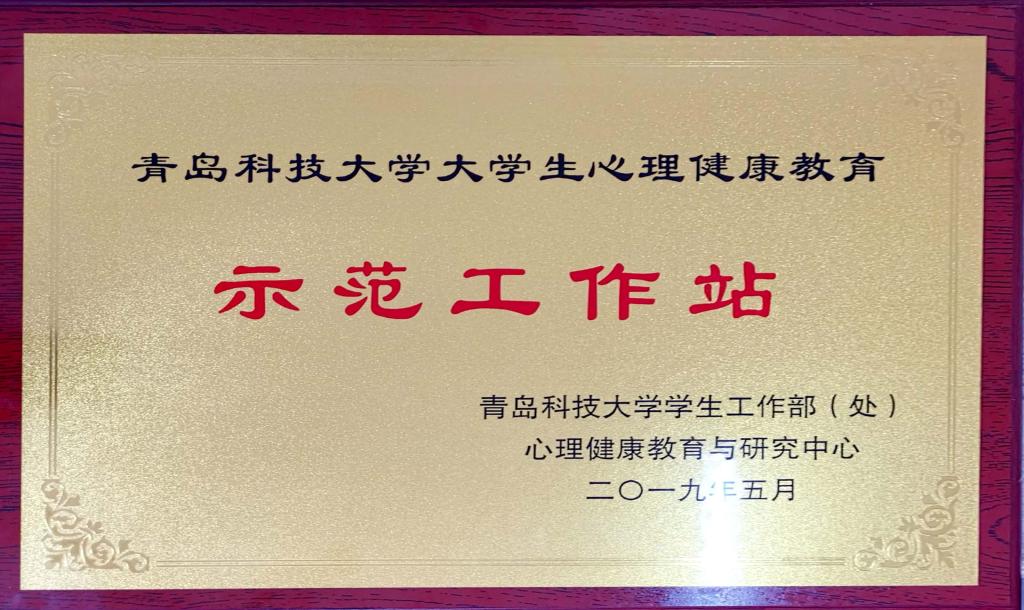 青岛科技大学大学生心理健康教育
示范工作站
青岛科技大学学生工作部（处）
心理健康教育与研究中心
二〇一九年五月